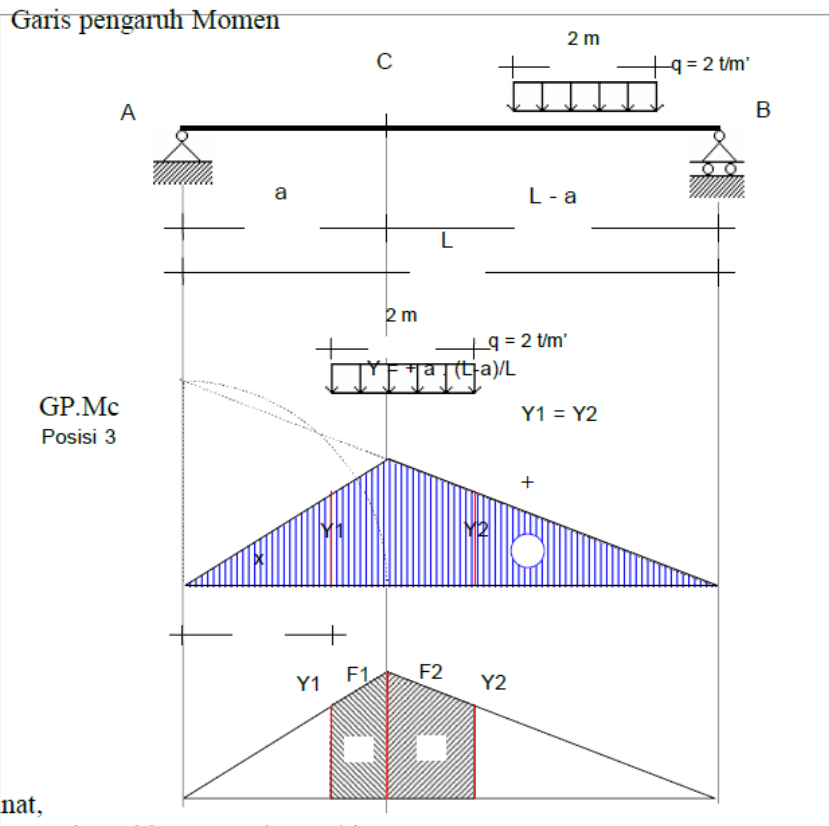 Garis pengaruh Momen
2 m
C
q = 2 t/m'
A
B
a
L - a
L
2 m
q = 2 t/m'
Y = + a . (L-a)/L
GP.Mc
Y1 = Y2
Posisi 3
+
Y1
Y2
x
Y1
F1
F2
Y2
nat,